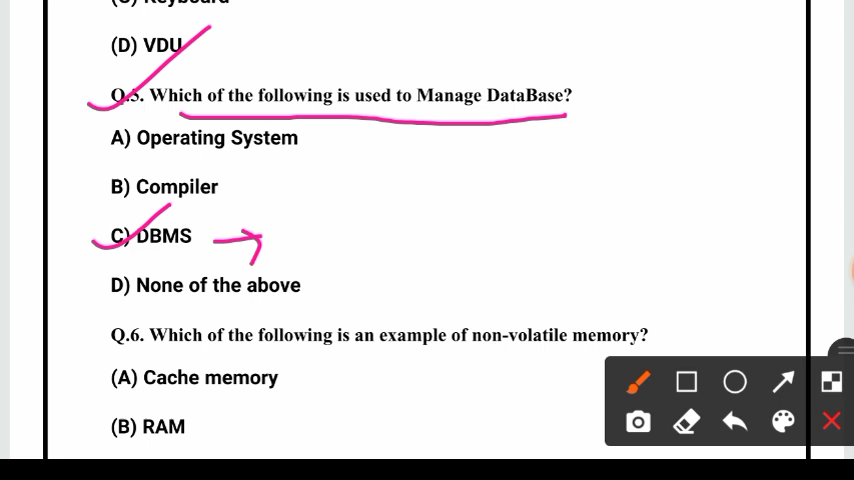 (D) VDU
Q.5. Which of the following is used to Manage DataBase?
A) Operating System
B) Compiler
C) DBMS
D) None of the above
Q.6. Which of the following is an example of non-volatile memory?
(A) Cache memory
(B) RAM